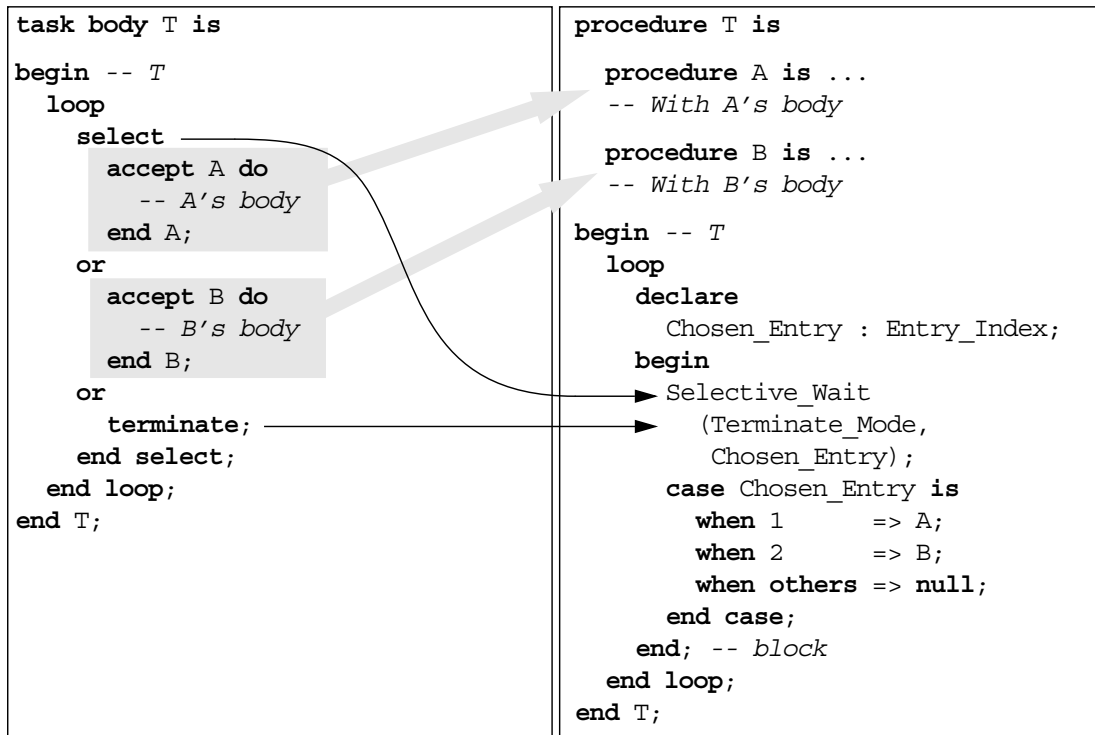 task body T is
begin -- T
loop
select
accept A do
-- A's body
end A;
or
accept B do
-- B's body
end B;
or
terminate;
end select;
end loop;
end T;
procedure T is
procedure A is ...
-- With A's body
procedure B is ...
-- With B's body
begin -- T
loop
declare
Chosen_Entry : Entry_Index;
begin
Selective_Wait
(Terminate_Mode,
Chosen_Entry);
case Chosen_Entry is
when 1 => A;
when 2 => B;
when others => null;
end case;
end; -- block
end loop;
end T;